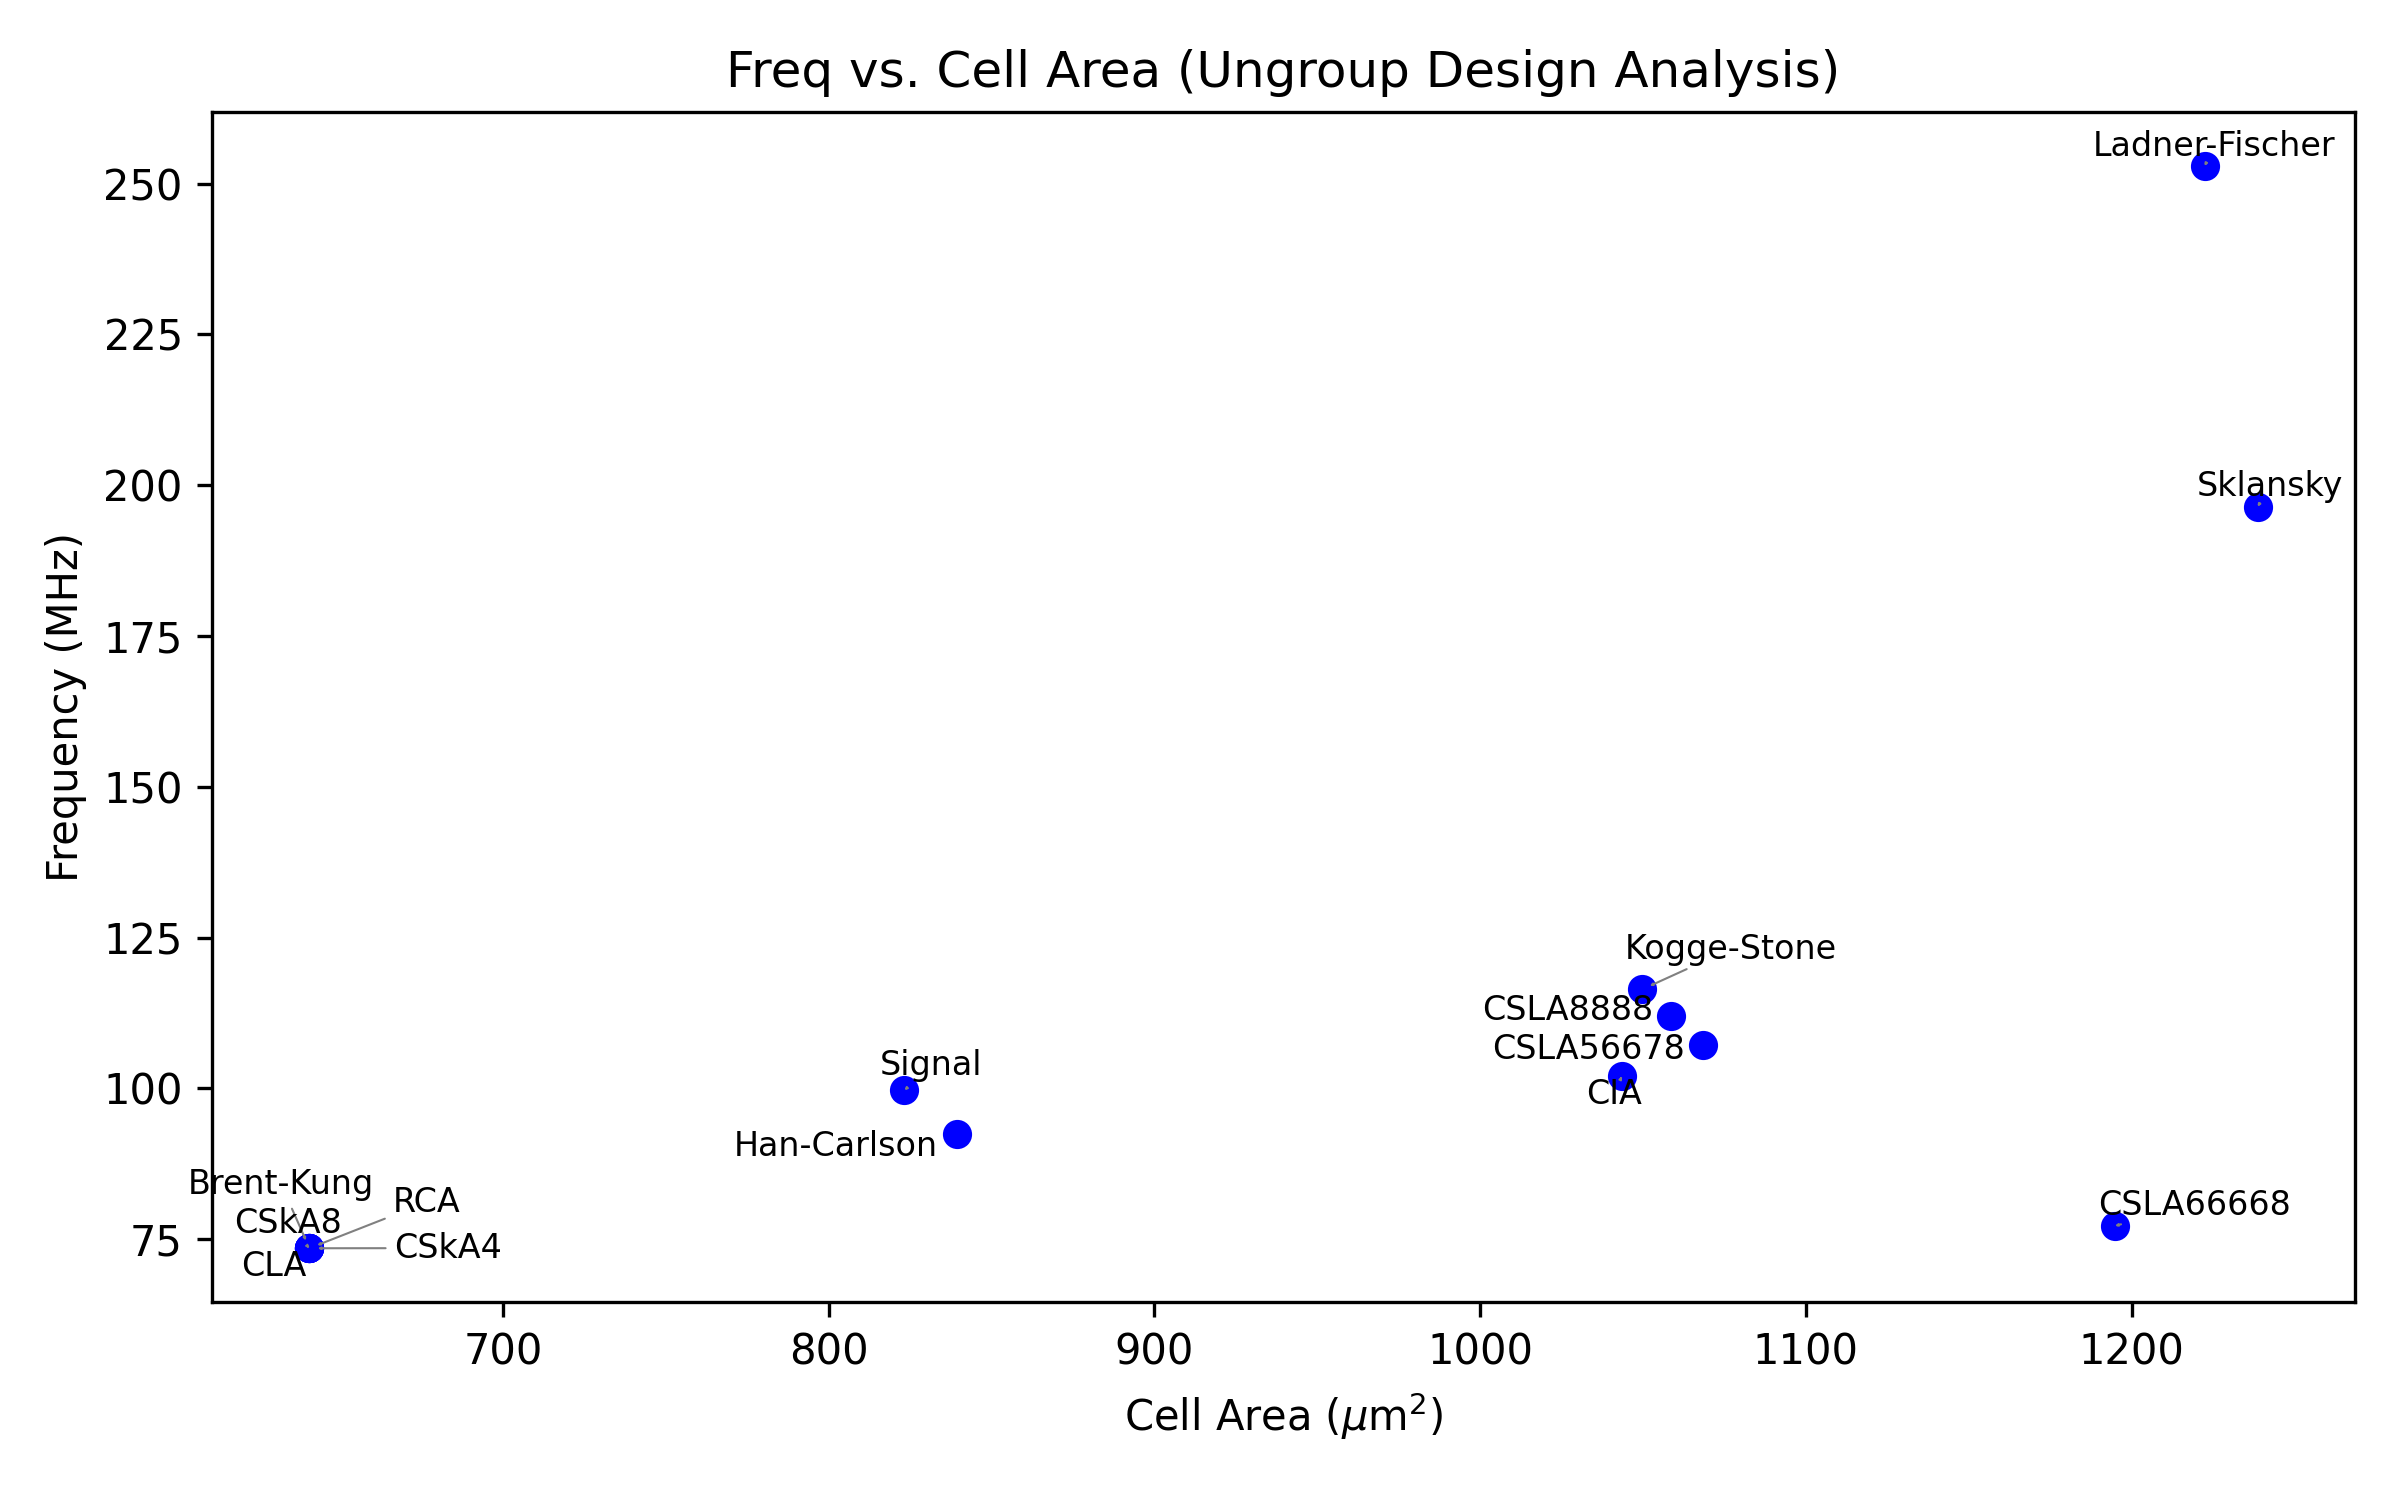 Freq vs. Cell Area (Ungroup Design Analysis)
Ladner-Fischer
250
225
Sklansky
200
175
150
125
100
75
Frequency (MHz)
Kogge-Stone
CSLA8888
CSLA56678
CIA
Signal
Han-Carlson
Brent-Kung
RCA
CSkA8
CSkA4
CLA
CSLA66668
700 800 900 1000 1100 1200
Cell Area (μm²)